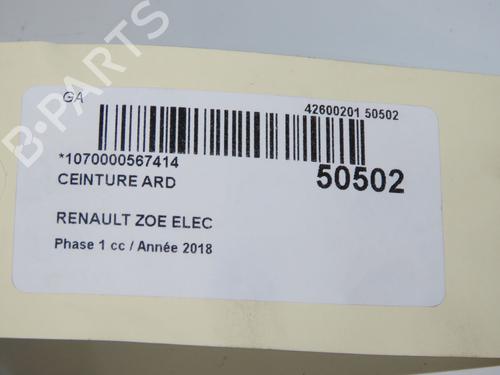 B-PARTS
GA
42600201 50502
*1070000567414
50502
CEINTURE ARD
RENAULT ZOE ELEC
Phase 1 cc / Année 2018